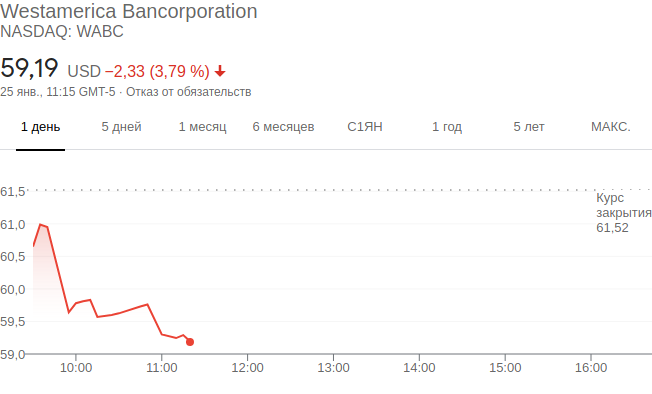 Westamerica Bancorporation
NASDAQ: WABC
59,19 USD −2,33 (3,79 %) ↓
25 янв., 11:15 GMT-5 · Отказ от обязательств
1 день 5 дней 1 месяц 6 месяцев С1ЯН 1 год 5 лет МАКС.
61,5
Курс
закрытия
61,52
61,0
60,5
60,0
59,5
59,0
10:00 11:00 12:00 13:00 14:00 15:00 16:00